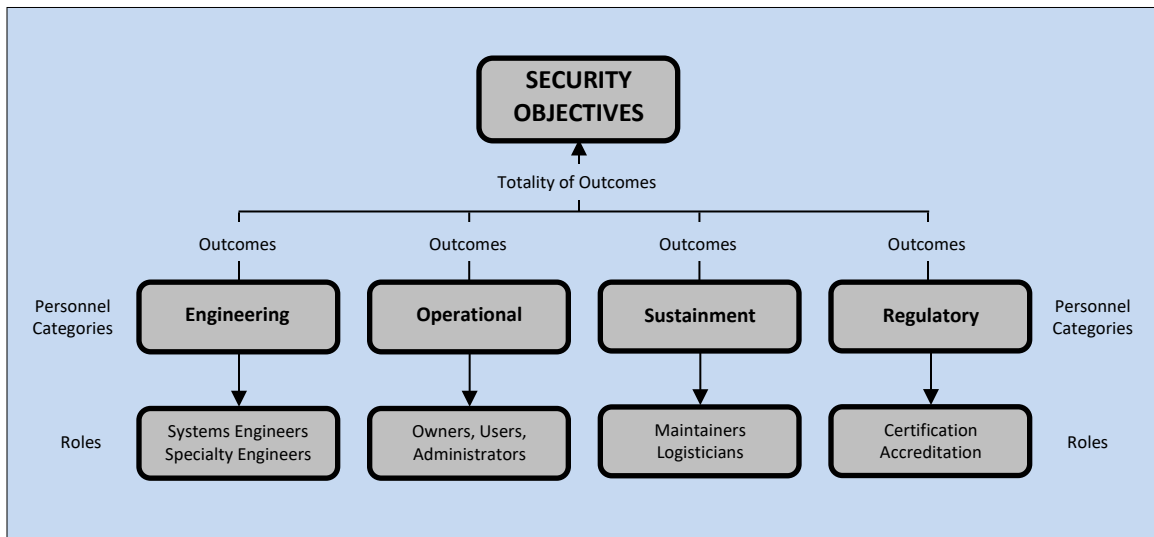 SECURITY
OBJECTIVES
Totality of Outcomes
Outcomes
Outcomes
Outcomes
Outcomes
Personnel
Categories
Engineering
Operational
Sustainment
Regulatory
Personnel
Categories
Roles
Systems Engineers
Specialty Engineers
Owners, Users,
Administrators
Maintainers
Logisticians
Certification
Accreditation
Roles